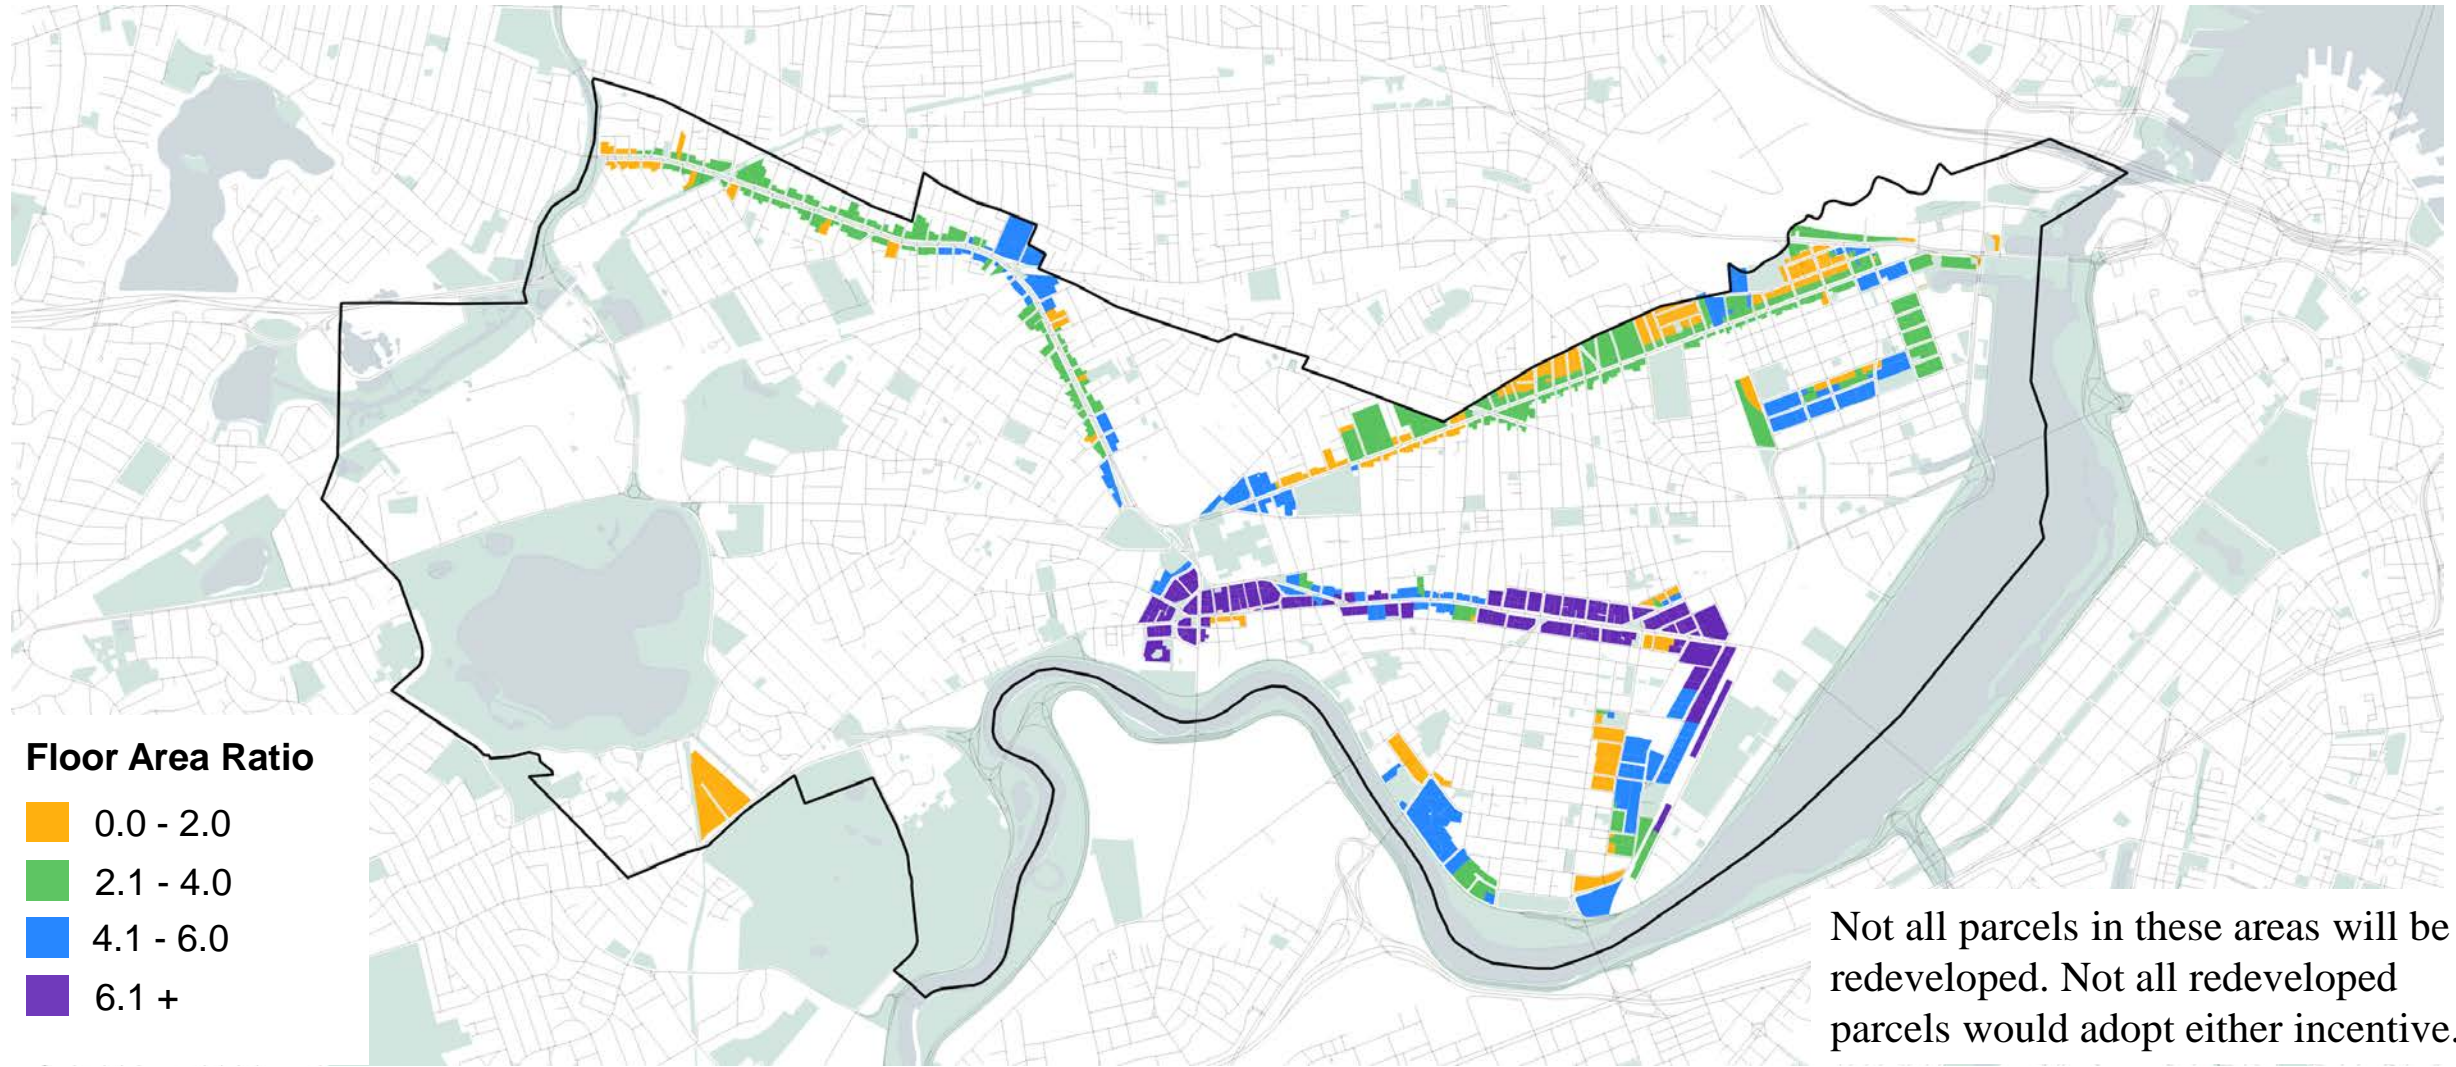 Floor Area Ratio
0.0 - 2.0
2.1 - 4.0
4.1 - 6.0
6.1 +
Not all parcels in these areas will be
redeveloped. Not all redeveloped
parcels would adopt either incentive.